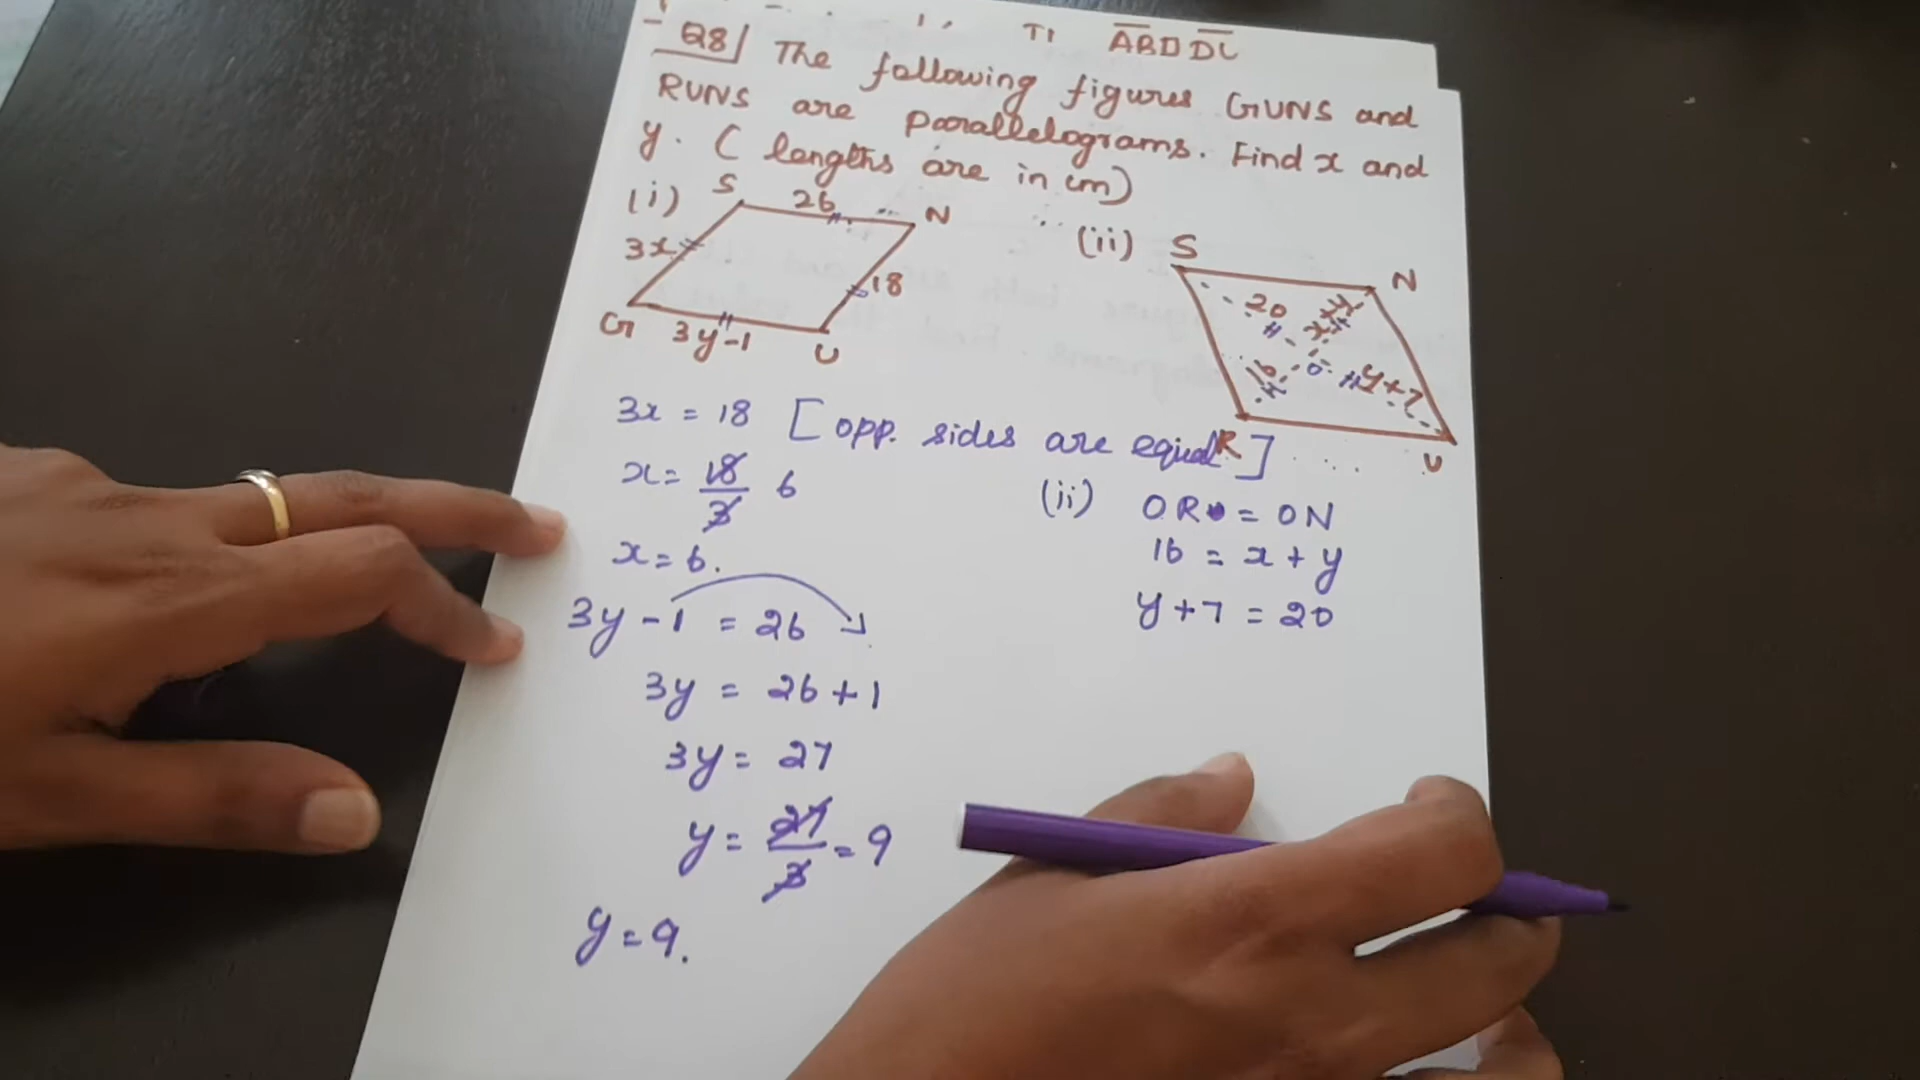 Q8
The following figures GUNS and
RUNS are parallelograms. Find x and
y. ( lengths are in cm)
(i)
S
26
N
3x
18
G
3y-1
U
(ii)
S
N
20
x+y
16
O
y+7
R
U
3x = 18 [opp. sides are equal]
x = 18/3 6
x = 6.
3y - 1 = 26
3y = 26 + 1
3y = 27
y = 27/3 = 9
y = 9.
(ii) OR = ON
16 = x + y
y + 7 = 20